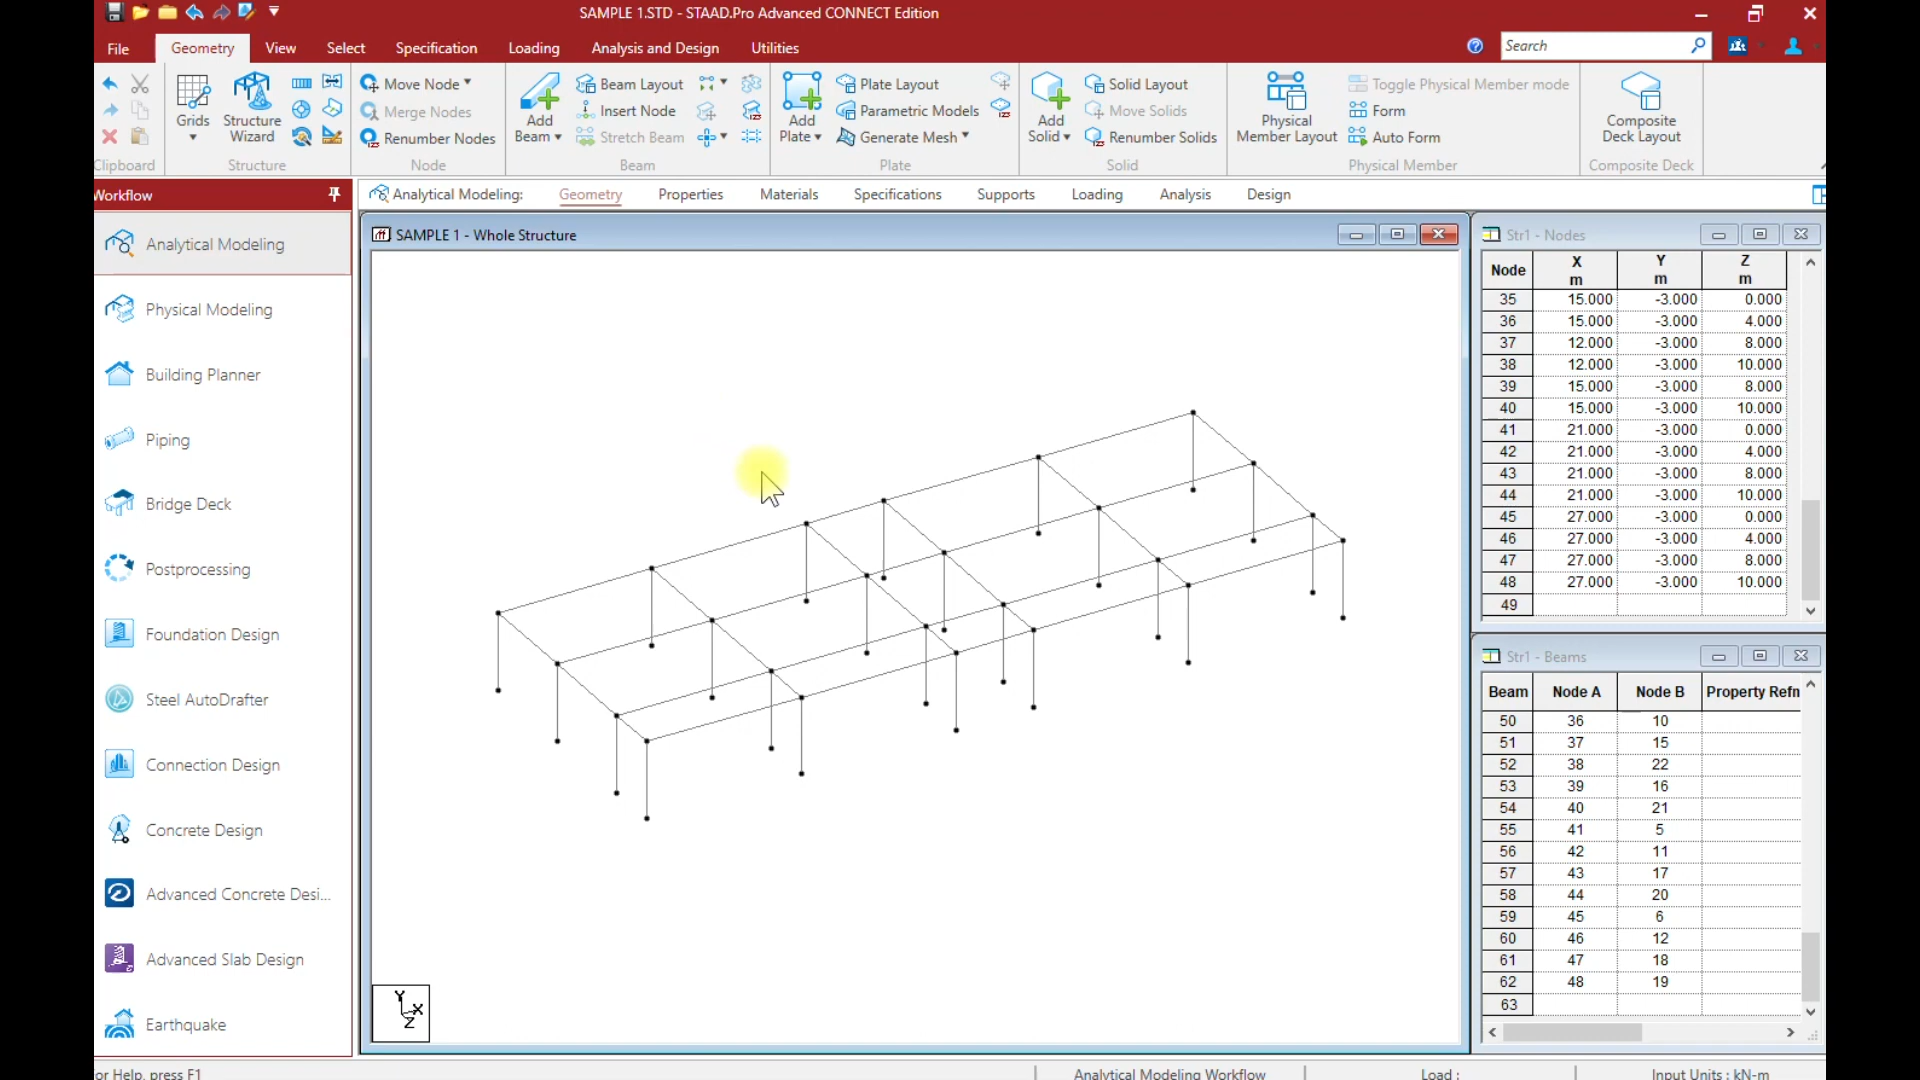 SAMPLE 1.STD - STAAD.Pro Advanced CONNECT Edition
File Geometry View Select Specification Loading Analysis and Design Utilities Search
Move Node Beam Layout Plate Layout Solid Layout Toggle Physical Member mode
Merge Nodes Insert Node Parametric Models Move Solids Form
Renumber Nodes Stretch Beam Generate Mesh Renumber Solids Auto Form
Grids Structure Wizard Add Beam Add Plate Add Solid Physical Member Layout Composite Deck Layout
Clipboard Structure Node Beam Plate Solid Physical Member Composite Deck
Workflow
Analytical Modeling: Geometry Properties Materials Specifications Supports Loading Analysis Design
Analytical Modeling
Physical Modeling
Building Planner
Piping
Bridge Deck
Postprocessing
Foundation Design
Steel AutoDrafter
Connection Design
Concrete Design
Advanced Concrete Desi...
Advanced Slab Design
Earthquake
SAMPLE 1 - Whole Structure
Y
X
Z
Str1 - Nodes
Node X m Y m Z m
35 15.000 -3.000 0.000
36 15.000 -3.000 4.000
37 12.000 -3.000 8.000
38 12.000 -3.000 10.000
39 15.000 -3.000 8.000
40 15.000 -3.000 10.000
41 21.000 -3.000 0.000
42 21.000 -3.000 4.000
43 21.000 -3.000 8.000
44 21.000 -3.000 10.000
45 27.000 -3.000 0.000
46 27.000 -3.000 4.000
47 27.000 -3.000 8.000
48 27.000 -3.000 10.000
49
Str1 - Beams
Beam Node A Node B Property Refn
50 36 10
51 37 15
52 38 22
53 39 16
54 40 21
55 41 5
56 42 11
57 43 17
58 44 20
59 45 6
60 46 12
61 47 18
62 48 19
63
or Help, press F1 Analytical Modeling Workflow Load : Input Units : kN-m